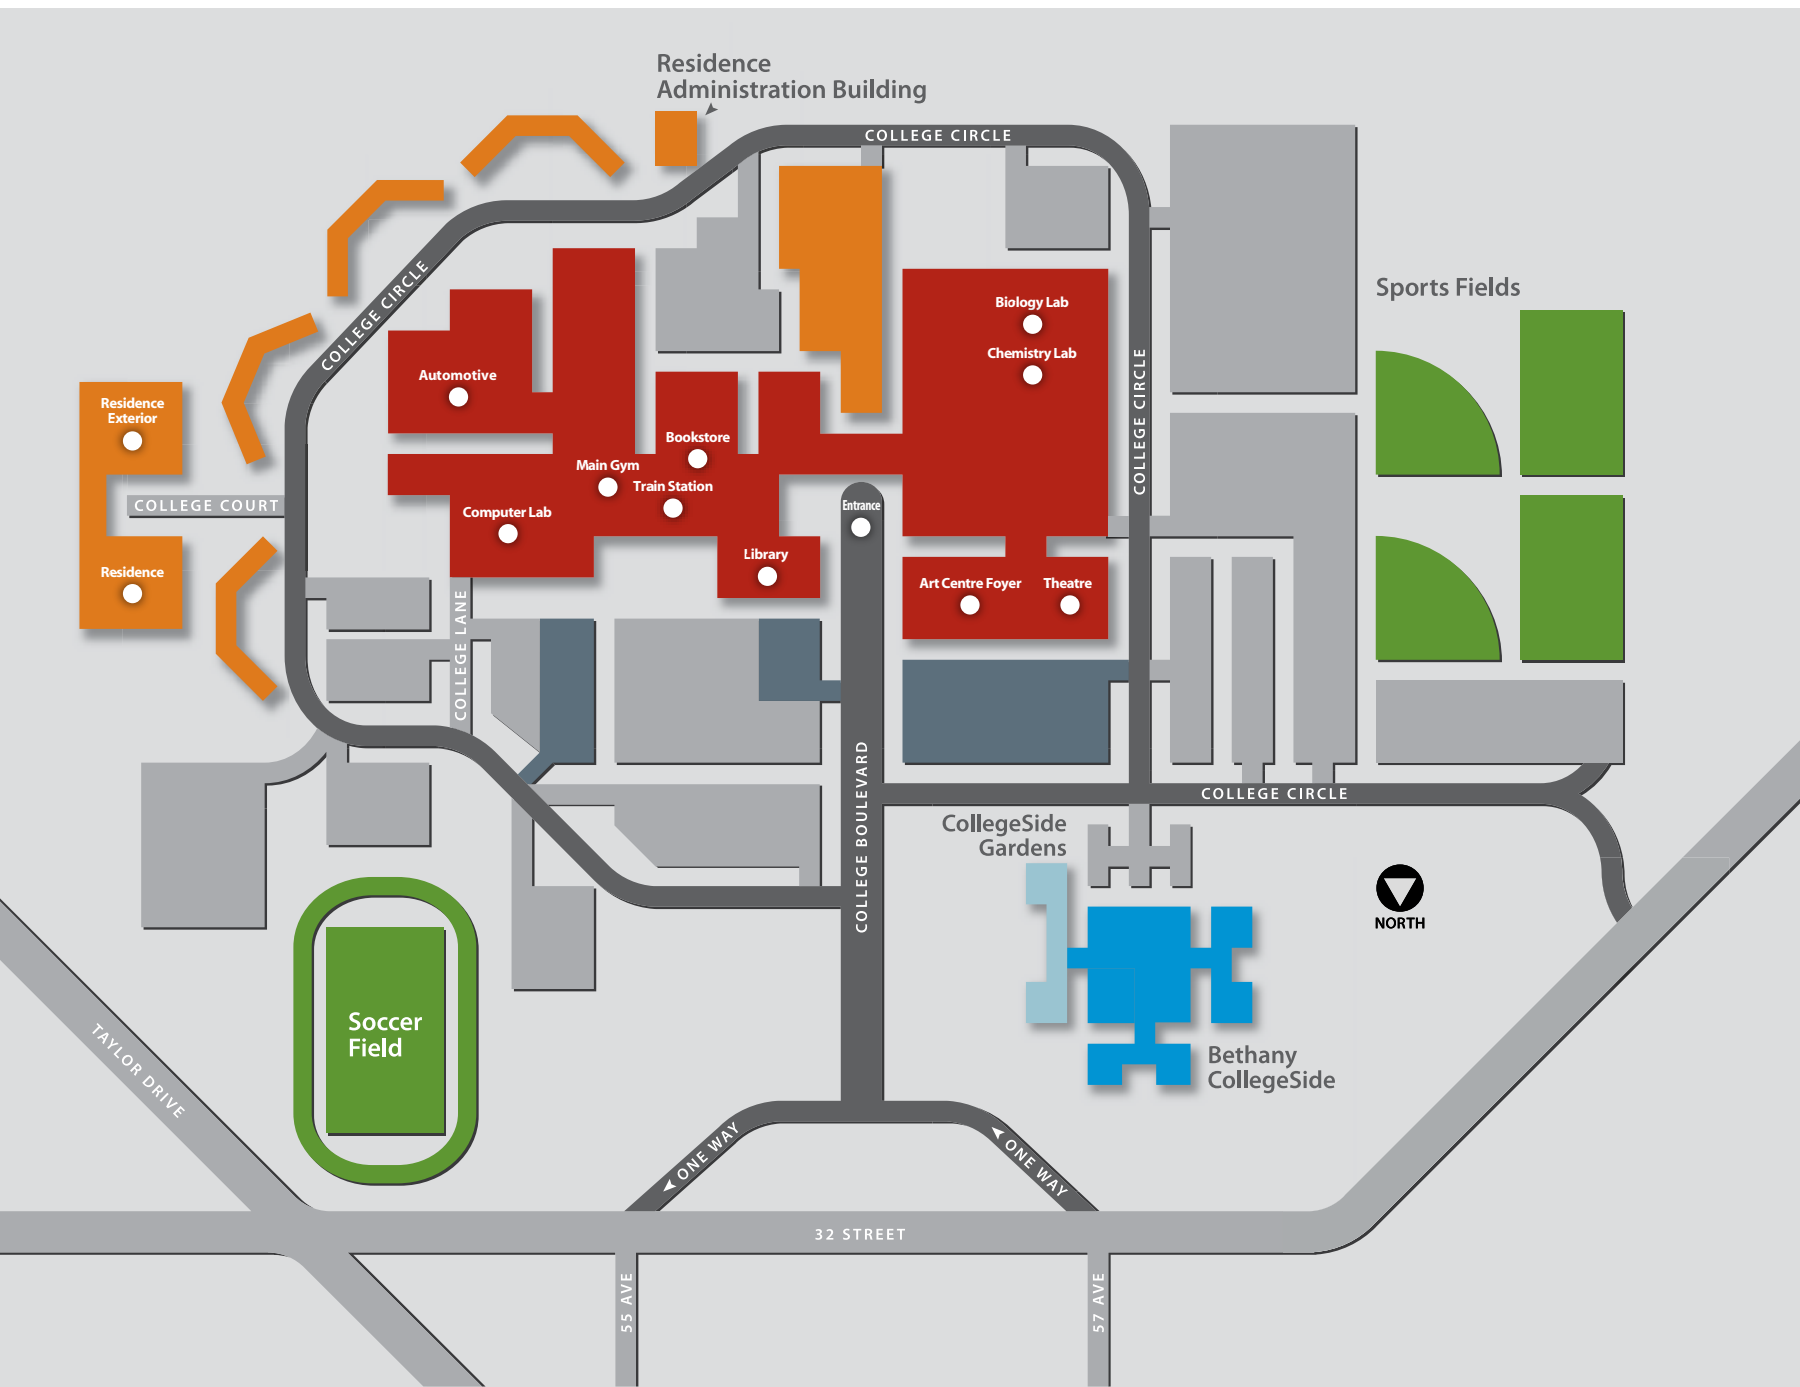 Residence
Administration Building
COLLEGE CIRCLE
Sports Fields
Biology Lab
Chemistry Lab
COLLEGE CIRCLE
COLLEGE CIRCLE
Automotive
Residence
Exterior
Bookstore
Main Gym
Train Station
COLLEGE COURT
Entrance
Computer Lab
Library
Residence
Art Centre Foyer
Theatre
COLLEGE LANE
COLLEGE BOULEVARD
COLLEGE CIRCLE
CollegeSide
Gardens
NORTH
Soccer
Field
TAYLOR DRIVE
Bethany
CollegeSide
ONE WAY
ONE WAY
32 STREET
55 AVE
57 AVE